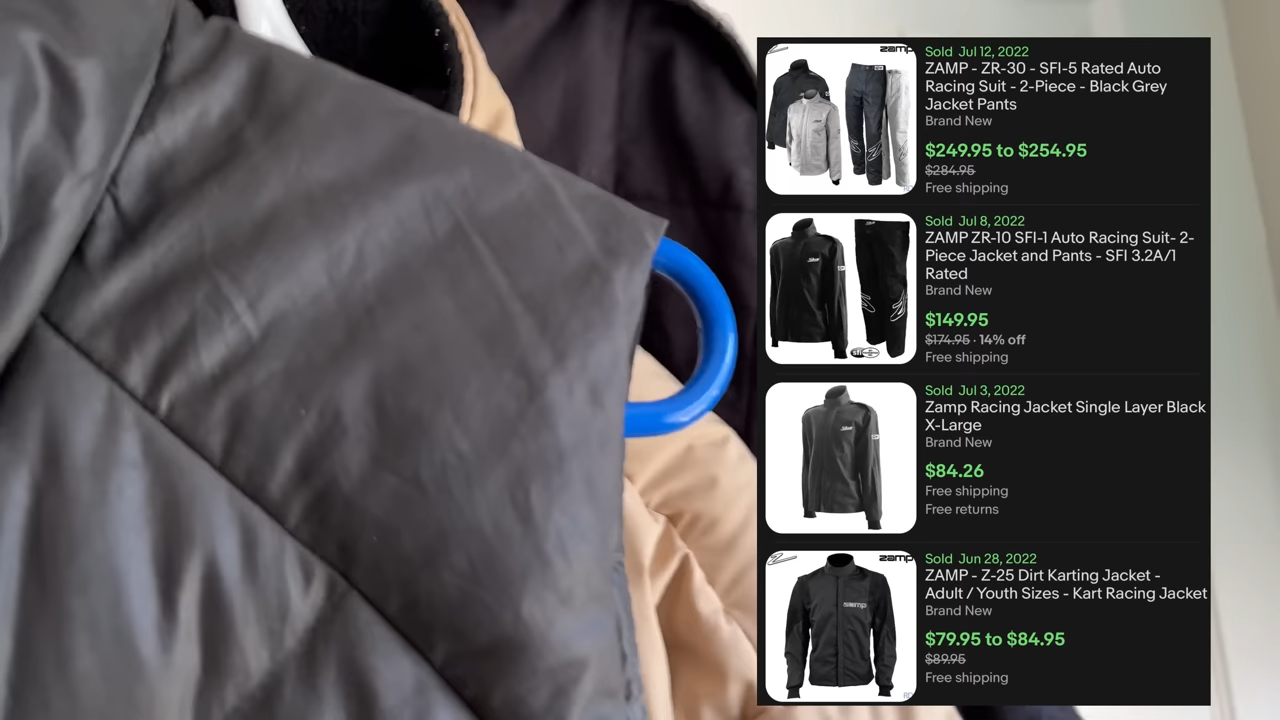 zamp
Sold Jul 12, 2022
ZAMP - ZR-30 - SFI-5 Rated Auto
Racing Suit - 2-Piece - Black Grey
Jacket Pants
Brand New
$249.95 to $254.95
$284.95
Free shipping
Sold Jul 8, 2022
ZAMP ZR-10 SFI-1 Auto Racing Suit- 2-
Piece Jacket and Pants - SFI 3.2A/1
Rated
Brand New
$149.95
$174.95 · 14% off
Free shipping
Sold Jul 3, 2022
Zamp Racing Jacket Single Layer Black
X-Large
Brand New
$84.26
Free shipping
Free returns
zamp
Sold Jun 28, 2022
ZAMP - Z-25 Dirt Karting Jacket -
Adult / Youth Sizes - Kart Racing Jacket
Brand New
$79.95 to $84.95
$89.95
Free shipping